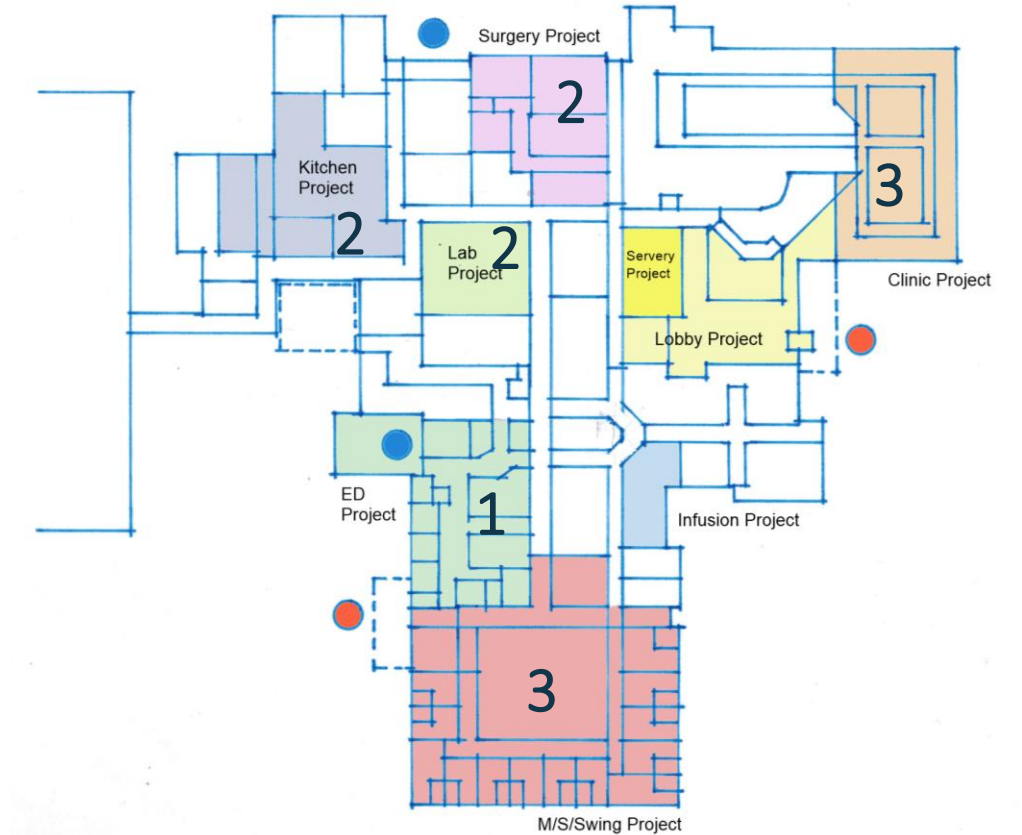 Surgery Project
2
Kitchen
Project
2
3
Lab
Project
2
Servery
Project
Clinic Project
Lobby Project
ED
Project
1
Infusion Project
3
M/S/Swing Project